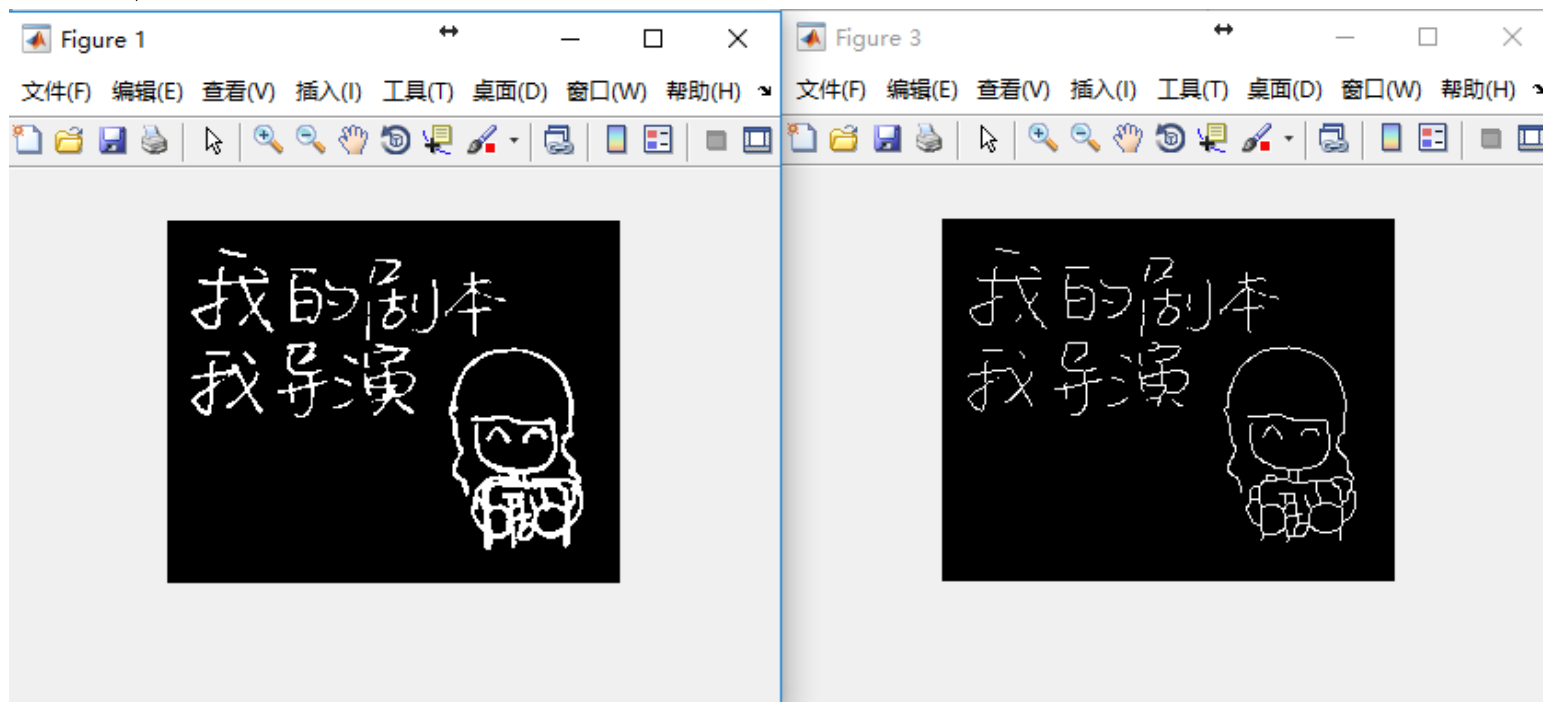 Figure 1
文件(F) 编辑(E) 查看(V) 插入(I) 工具(T) 桌面(D) 窗口(W) 帮助(H)
我的剧本
我导演
Figure 3
文件(F) 编辑(E) 查看(V) 插入(I) 工具(T) 桌面(D) 窗口(W) 帮助(H)
我的剧本
我导演